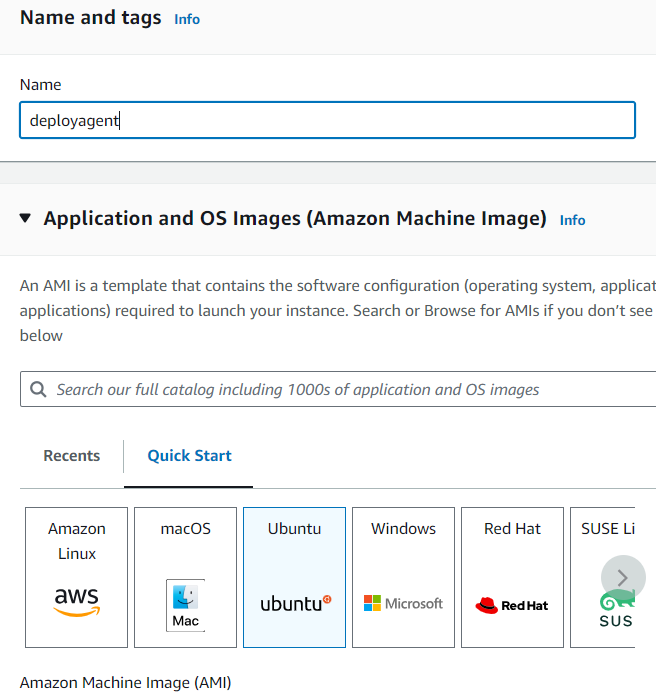 Name and tags Info
Name
deployagent
Application and OS Images (Amazon Machine Image) Info
An AMI is a template that contains the software configuration (operating system, applicat
applications) required to launch your instance. Search or Browse for AMIs if you don't see
below
Search our full catalog including 1000s of application and OS images
Recents Quick Start
Amazon
Linux
aws
macOS
Mac
Ubuntu
ubuntu
Windows
Microsoft
Red Hat
Red Hat
SUSE Li
SUS
Amazon Machine Image (AMI)